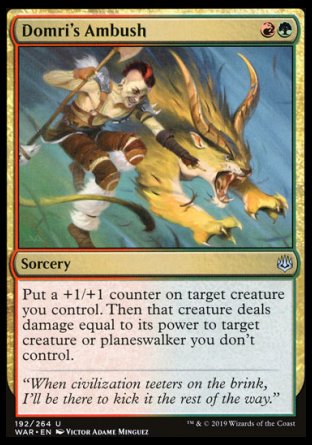 Domri's Ambush
Sorcery
Put a +1/+1 counter on target creature
you control. Then that creature deals
damage equal to its power to target
creature or planeswalker you don't
control.
"When civilization teeters on the brink,
I'll be there to kick it the rest of the way."
192/264 U
WAR • EN Victor Adame Minguez
™ & © 2019 Wizards of the Coast